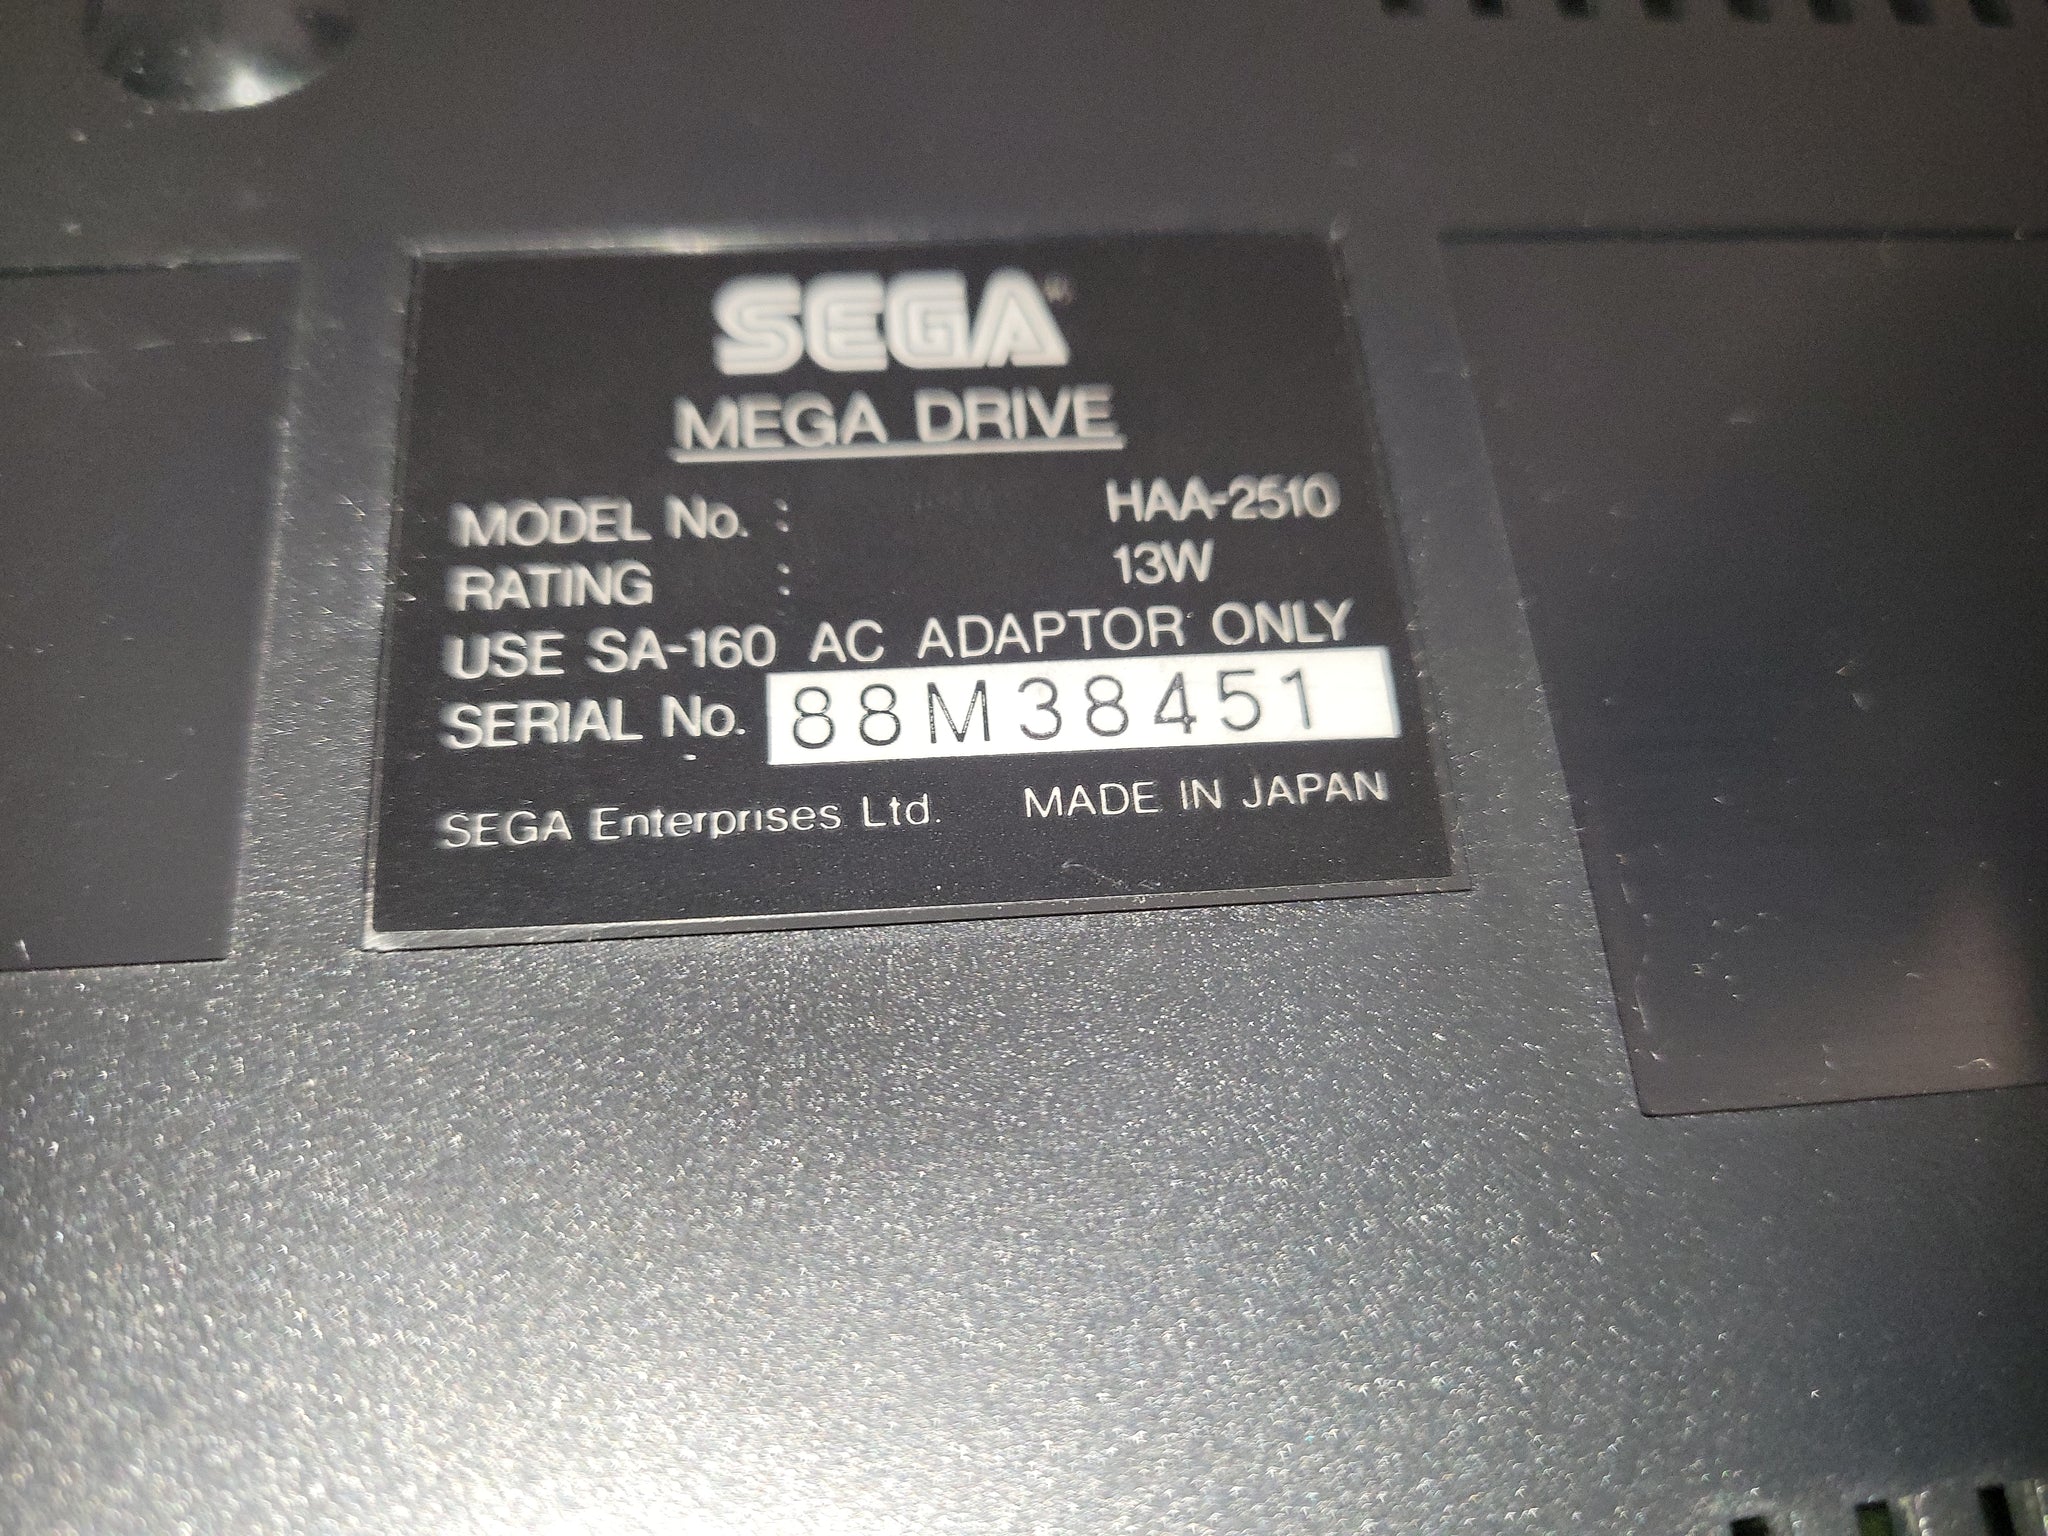 SEGA®
MEGA DRIVE
MODEL No. : HAA-2510
RATING : 13W
USE SA-160 AC ADAPTOR ONLY
SERIAL No. 88M38451
SEGA Enterprises Ltd. MADE IN JAPAN